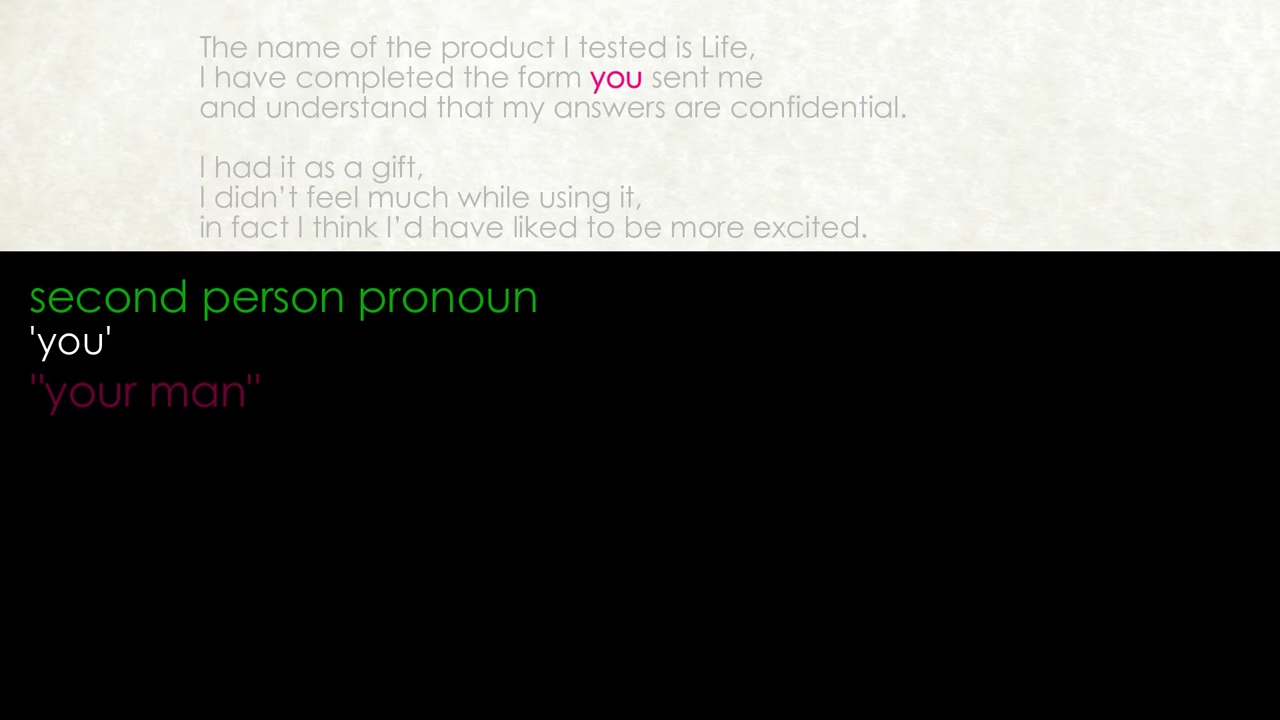 The name of the product I tested is Life,
I have completed the form you sent me
and understand that my answers are confidential.
I had it as a gift,
I didn’t feel much while using it,
in fact I think I’d have liked to be more excited.
second person pronoun
'you'
"your man"